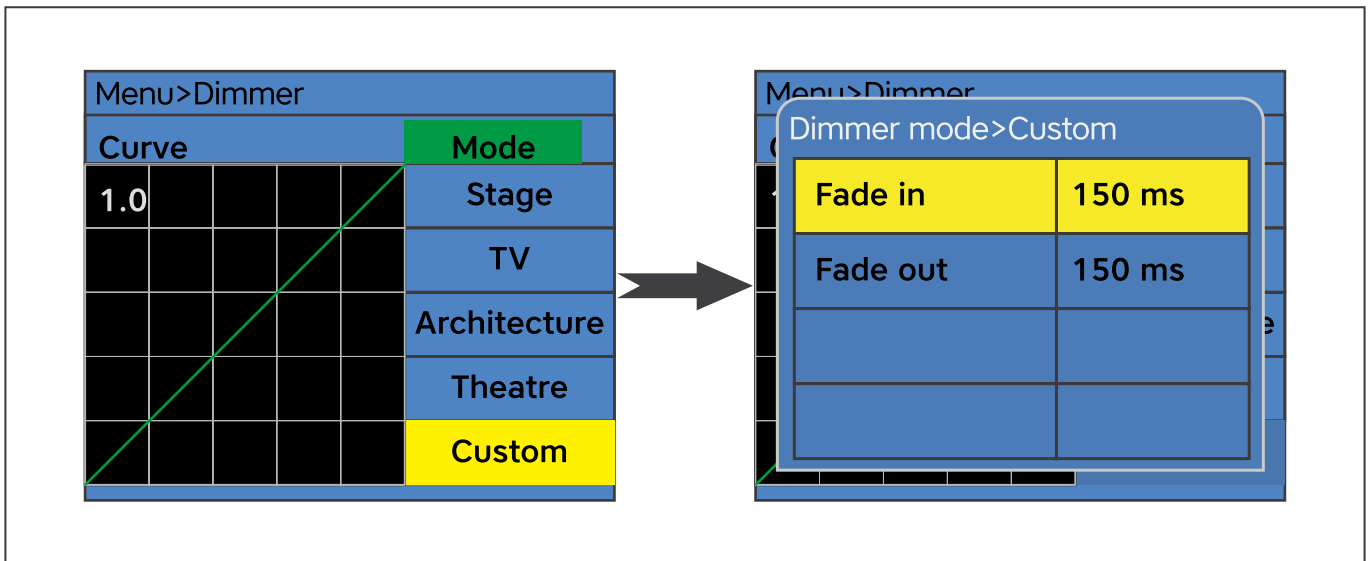 Menu>Dimmer
Curve
Mode
1.0
Stage
TV
Architecture
Theatre
Custom
Menu>Dimmer
Dimmer mode>Custom
Fade in
150 ms
Fade out
150 ms